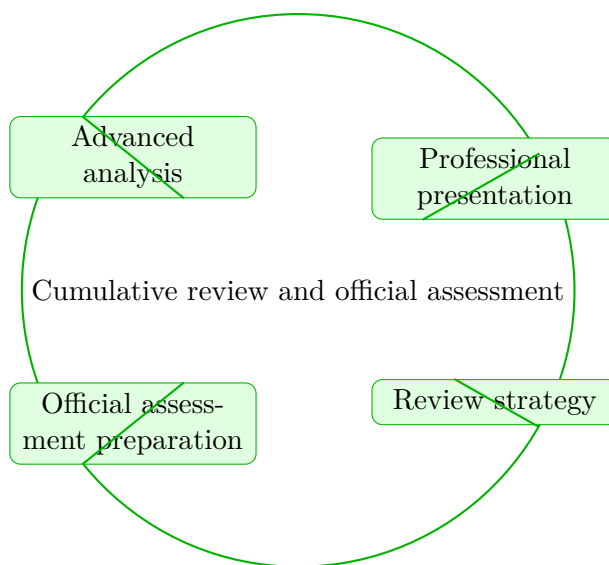 Advanced
analysis
Professional
presentation
Cumulative review and official assessment
Official assess-
ment preparation
Review strategy